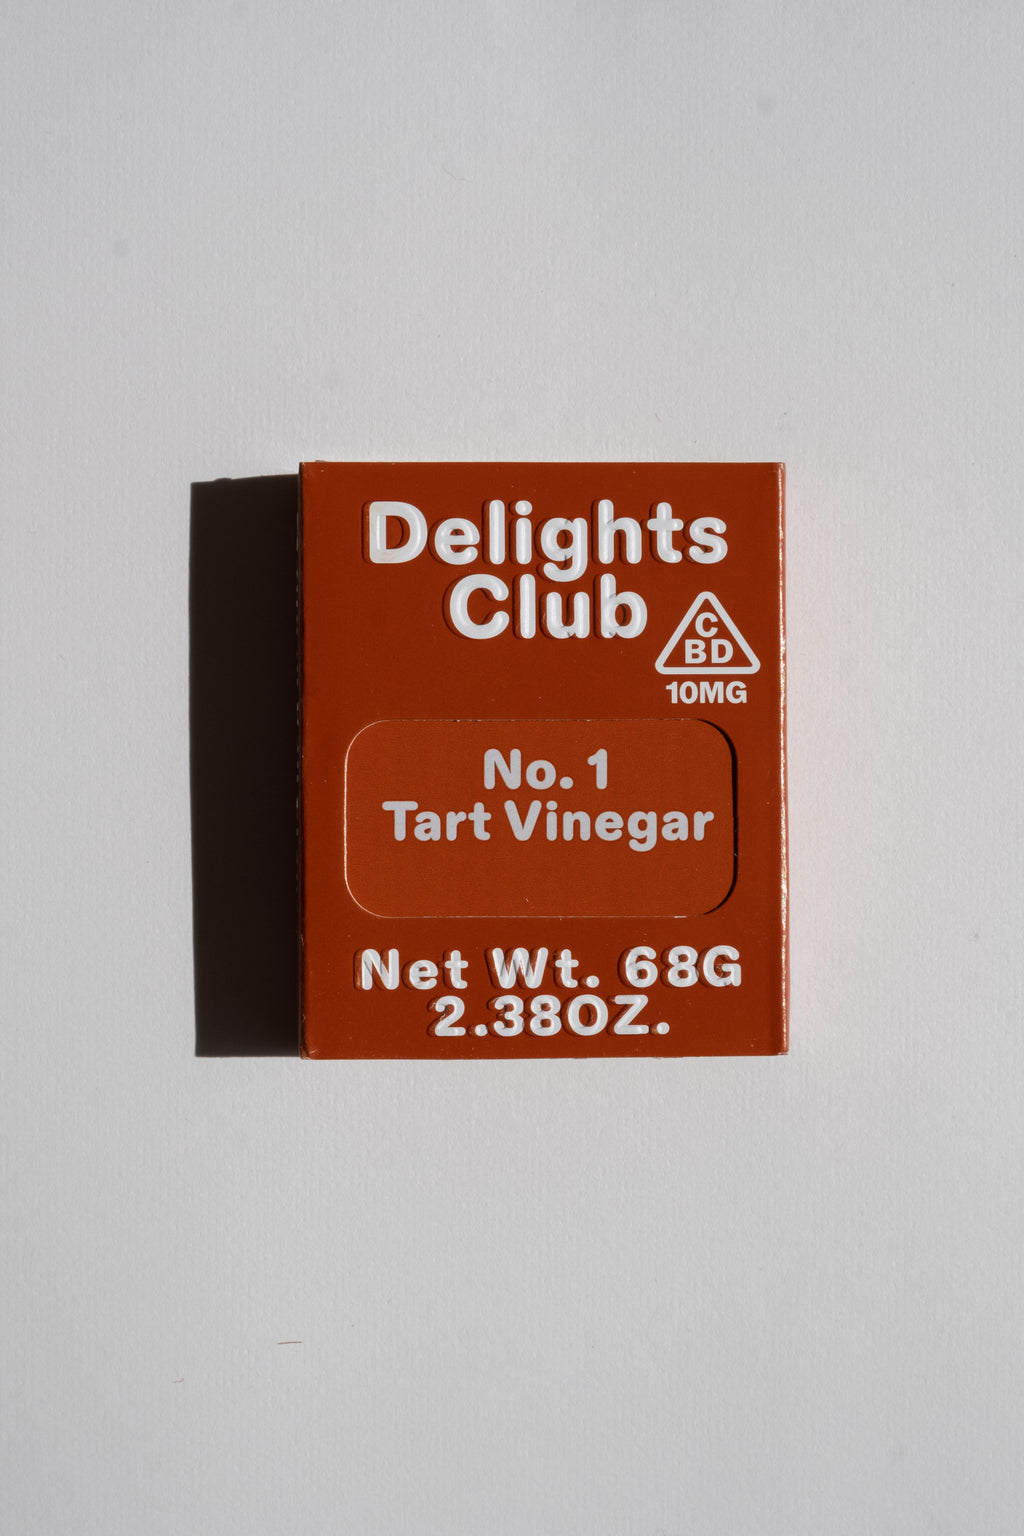 Delights
Club
C
BD
10MG
No. 1
Tart Vinegar
Net Wt. 68G
2.38OZ.